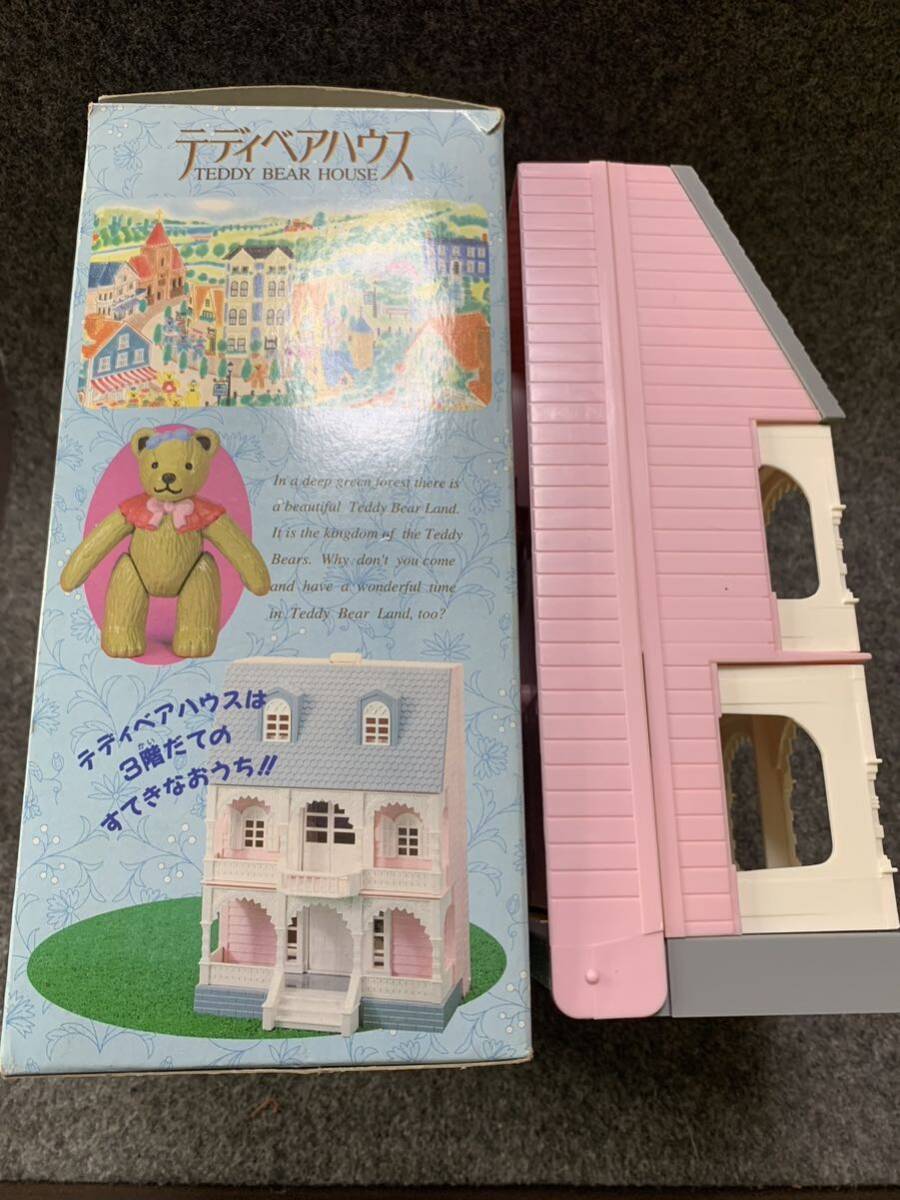 テディベアハウス
TEDDY BEAR HOUSE
In a deep green forest there is
a beautiful Teddy Bear Land.
It is the kingdom of the Teddy
Bears. Why don't you come
and have a wonderful time
in Teddy Bear Land, too?
テディベアハウスは
かい
3階だての
すてきなおうち!!